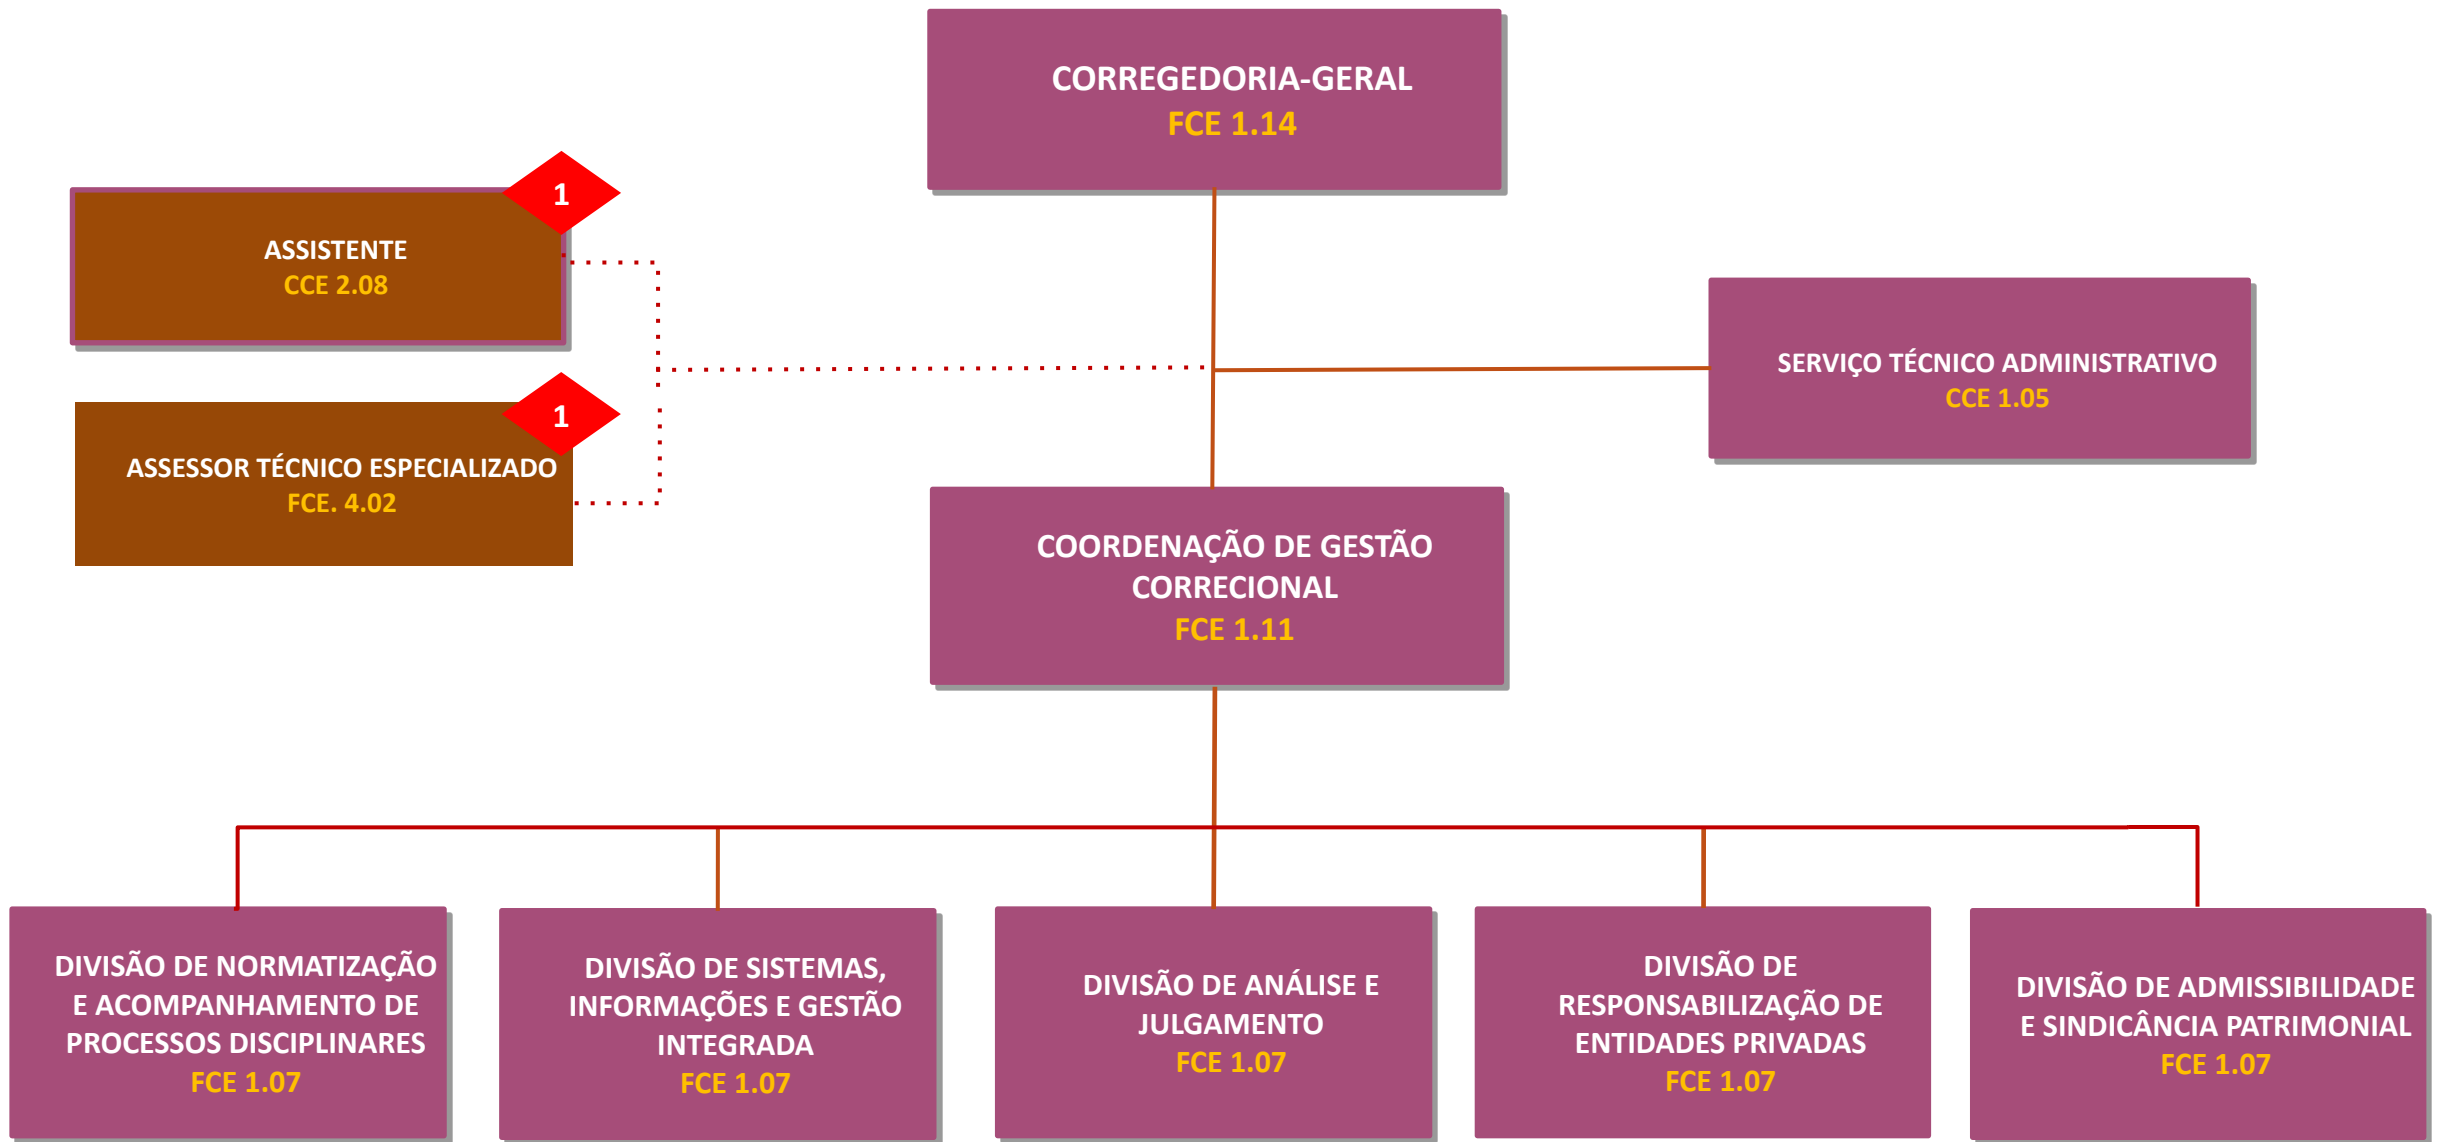 CORREGEDORIA-GERAL
FCE 1.14
1
ASSISTENTE
CCE 2.08
SERVIÇO TÉCNICO ADMINISTRATIVO
CCE 1.05
1
ASSESSOR TÉCNICO ESPECIALIZADO
FCE. 4.02
COORDENAÇÃO DE GESTÃO
CORRECIONAL
FCE 1.11
DIVISÃO DE NORMATIZAÇÃO
E ACOMPANHAMENTO DE
PROCESSOS DISCIPLINARES
FCE 1.07
DIVISÃO DE SISTEMAS,
INFORMAÇÕES E GESTÃO
INTEGRADA
FCE 1.07
DIVISÃO DE ANÁLISE E
JULGAMENTO
FCE 1.07
DIVISÃO DE
RESPONSABILIZAÇÃO DE
ENTIDADES PRIVADAS
FCE 1.07
DIVISÃO DE ADMISSIBILIDADE
E SINDICÂNCIA PATRIMONIAL
FCE 1.07